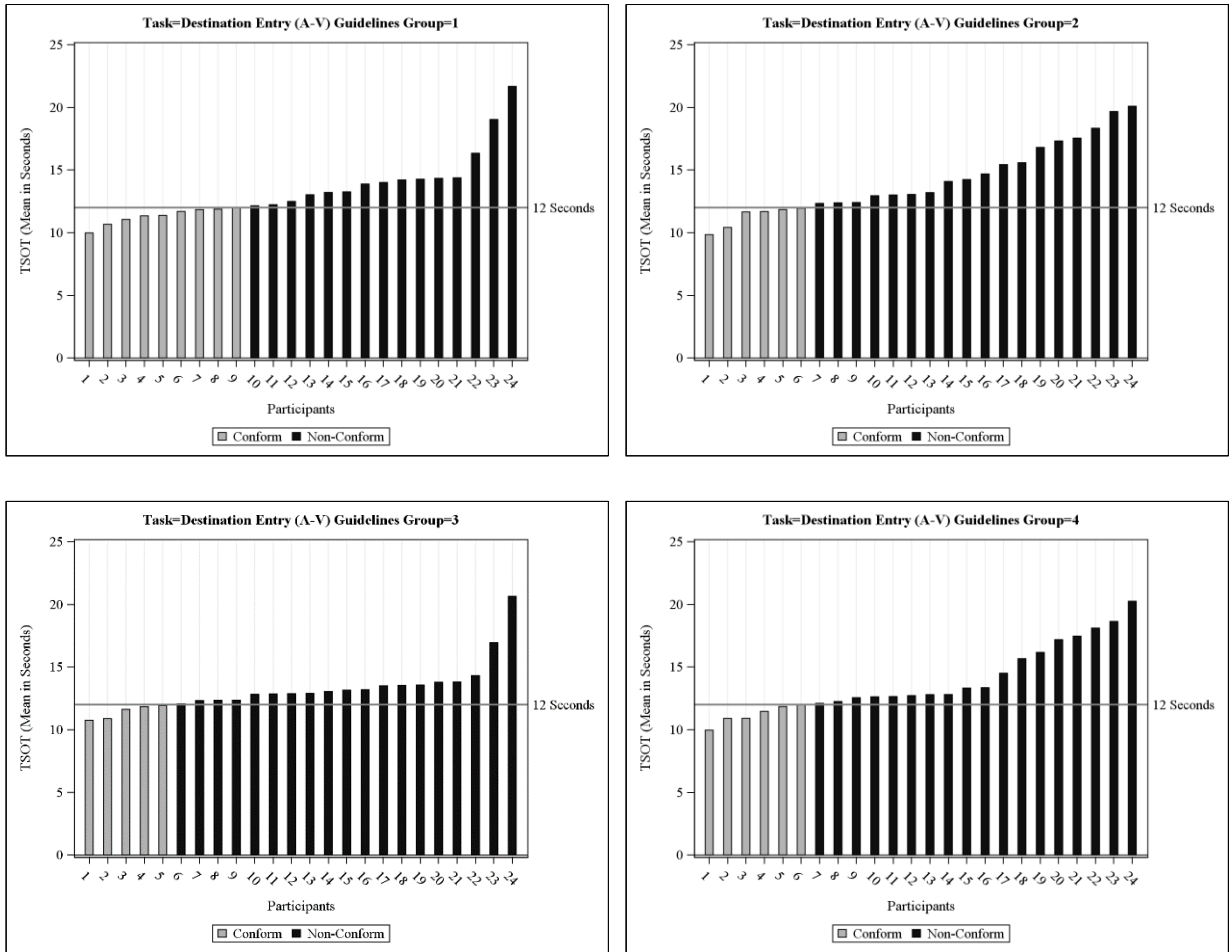 Task=Destination Entry (A-V) Guidelines Group=1
TSOT (Mean in Seconds)
25
20
15
10
5
0
12 Seconds
1 2 3 4 5 6 7 8 9 10 11 12 13 14 15 16 17 18 19 20 21 22 23 24
Participants
Conform Non-Conform
Task=Destination Entry (A-V) Guidelines Group=2
TSOT (Mean in Seconds)
25
20
15
10
5
0
12 Seconds
1 2 3 4 5 6 7 8 9 10 11 12 13 14 15 16 17 18 19 20 21 22 23 24
Participants
Conform Non-Conform
Task=Destination Entry (A-V) Guidelines Group=3
TSOT (Mean in Seconds)
25
20
15
10
5
0
12 Seconds
1 2 3 4 5 6 7 8 9 10 11 12 13 14 15 16 17 18 19 20 21 22 23 24
Participants
Conform Non-Conform
Task=Destination Entry (A-V) Guidelines Group=4
TSOT (Mean in Seconds)
25
20
15
10
5
0
12 Seconds
1 2 3 4 5 6 7 8 9 10 11 12 13 14 15 16 17 18 19 20 21 22 23 24
Participants
Conform Non-Conform